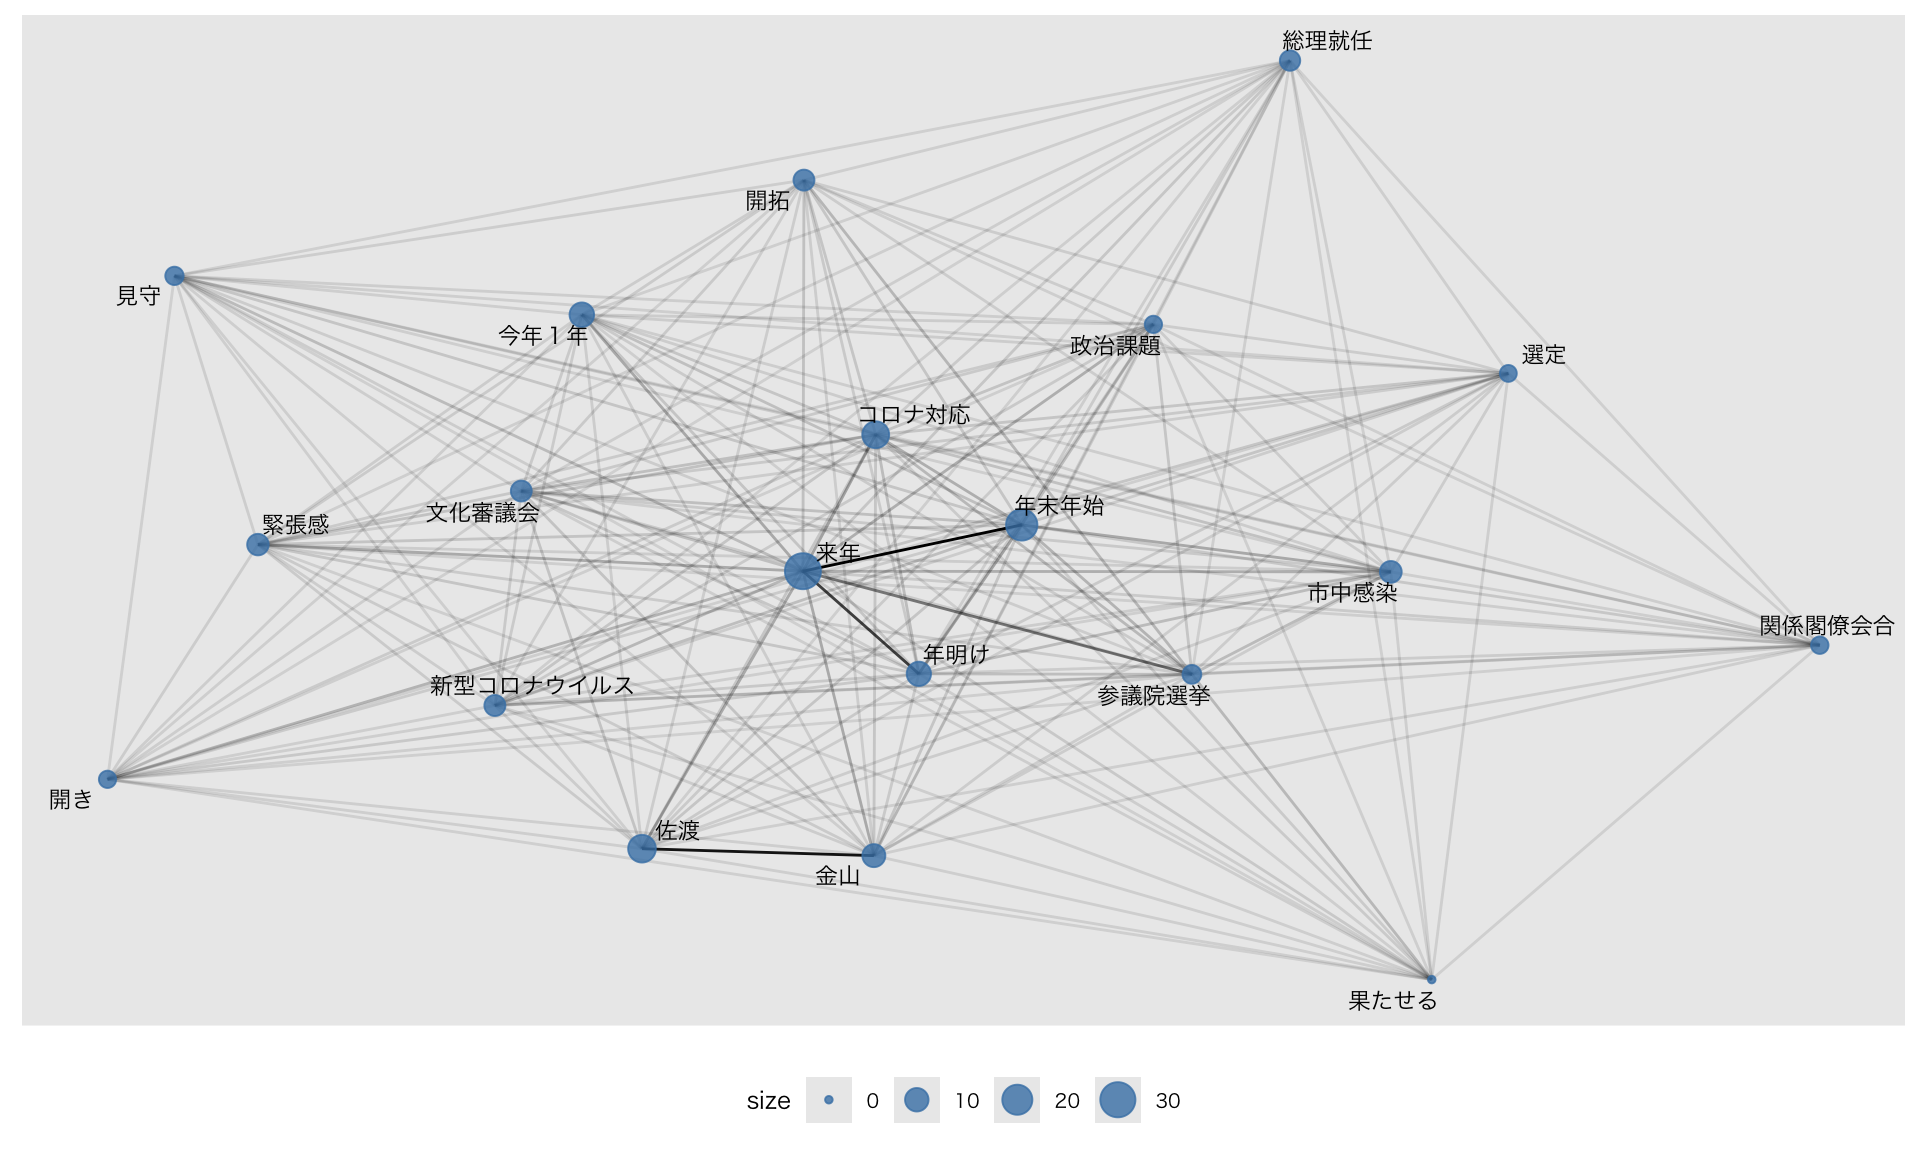 総理就任
開拓
見守
今年１年
政治課題
選定
コロナ対応
文化審議会
年末年始
緊張感
来年
市中感染
関係閣僚会合
年明け
新型コロナウイルス
参議院選挙
開き
佐渡
金山
果たせる
size 0 10 20 30